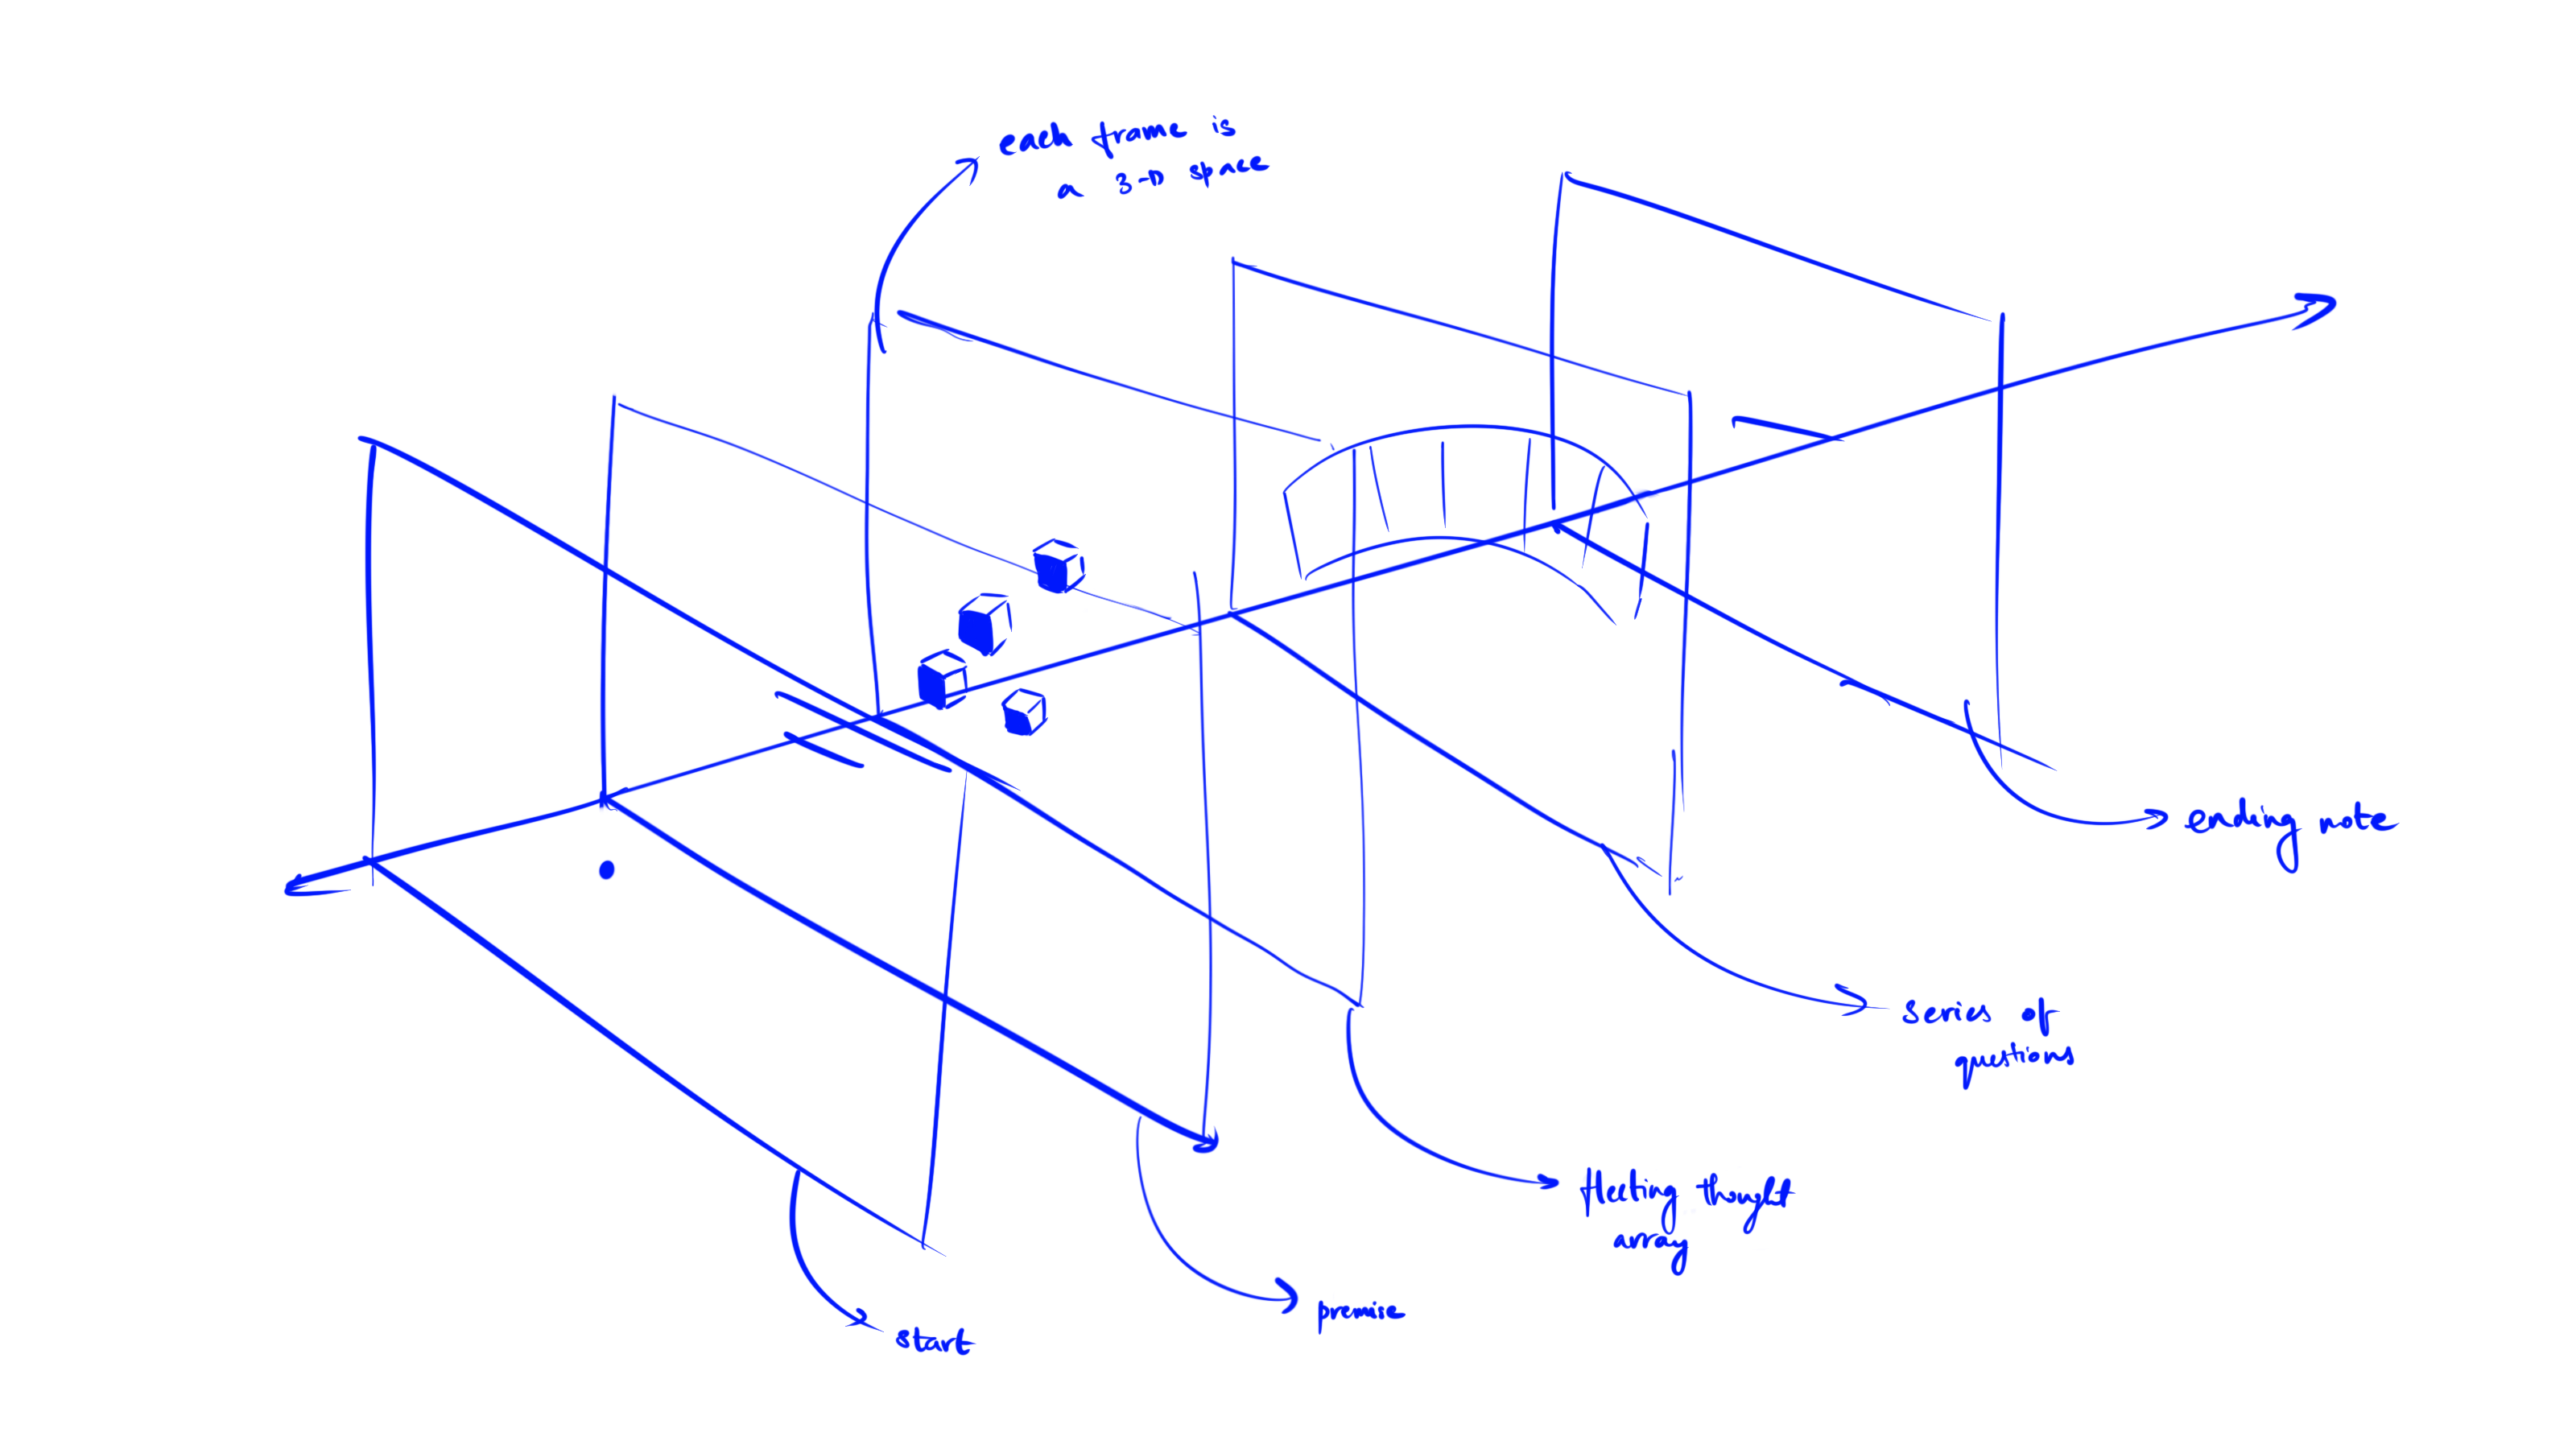 each frame is
a 3-D space
ending note
series of
questions
fleeting thought
array
premise
start